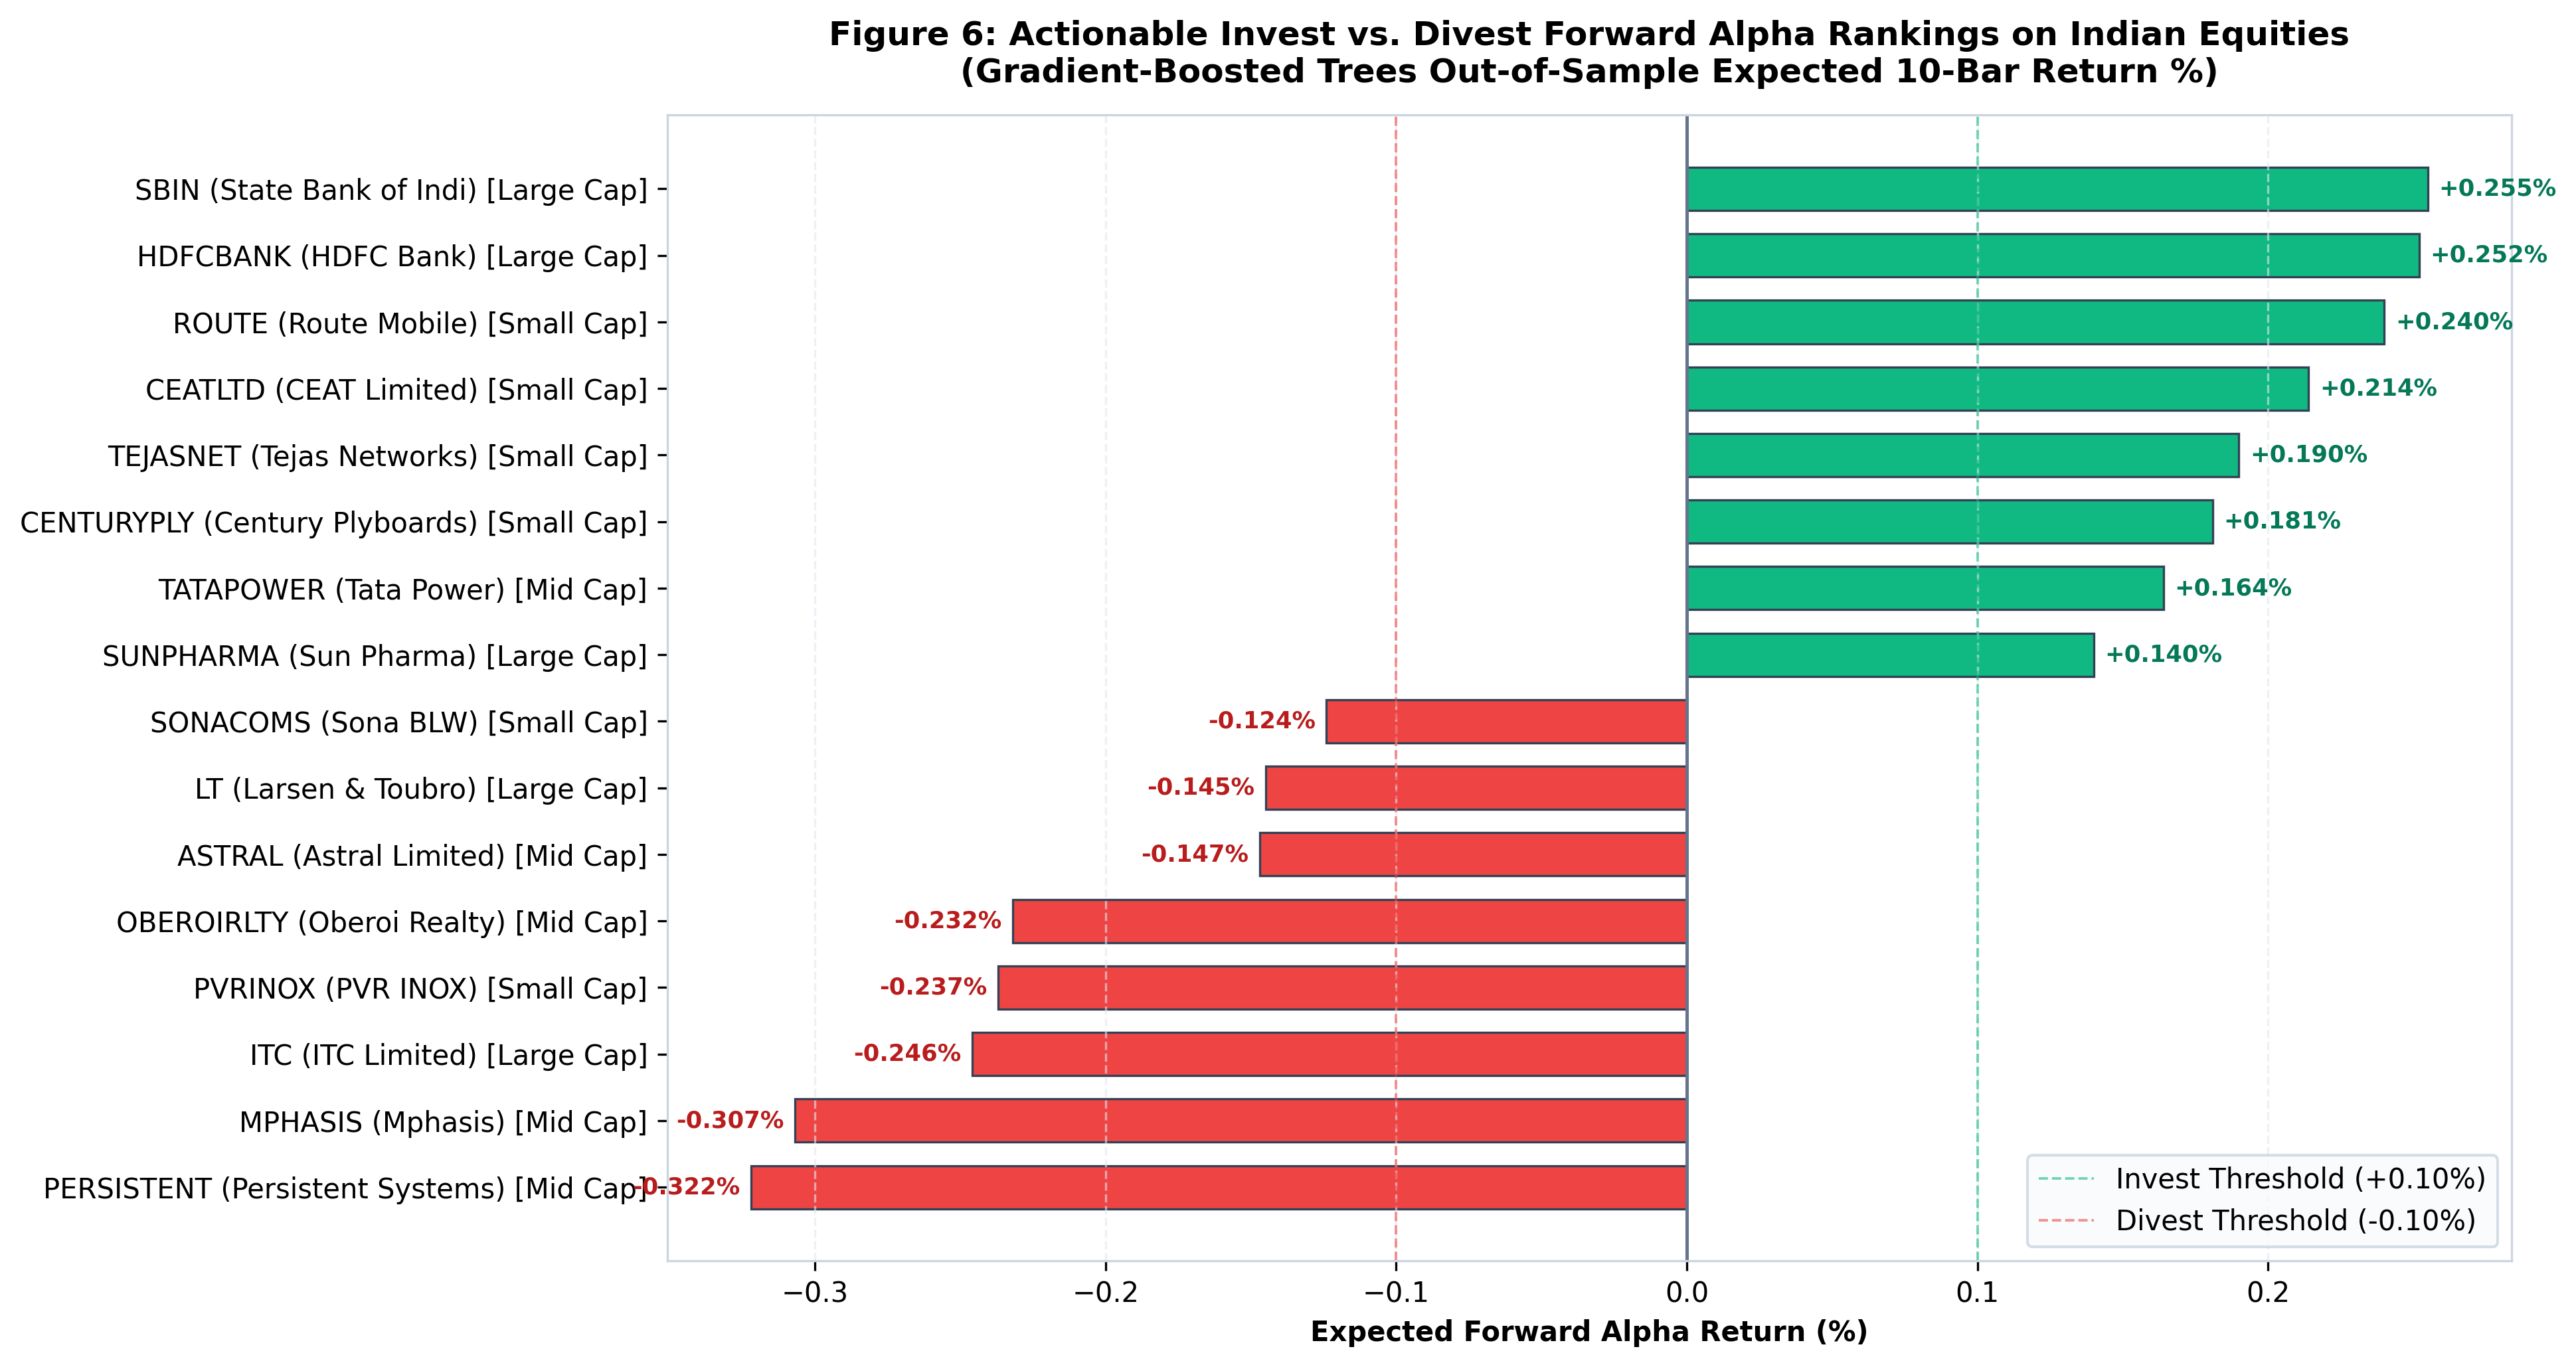 Figure 6: Actionable Invest vs. Divest Forward Alpha Rankings on Indian Equities
(Gradient-Boosted Trees Out-of-Sample Expected 10-Bar Return %)
SBIN (State Bank of Indi) [Large Cap] +0.255%
HDFCBANK (HDFC Bank) [Large Cap] +0.252%
ROUTE (Route Mobile) [Small Cap] +0.240%
CEATLTD (CEAT Limited) [Small Cap] +0.214%
TEJASNET (Tejas Networks) [Small Cap] +0.190%
CENTURYPLY (Century Plyboards) [Small Cap] +0.181%
TATAPOWER (Tata Power) [Mid Cap] +0.164%
SUNPHARMA (Sun Pharma) [Large Cap] +0.140%
SONACOMS (Sona BLW) [Small Cap] -0.124%
LT (Larsen & Toubro) [Large Cap] -0.145%
ASTRAL (Astral Limited) [Mid Cap] -0.147%
OBEROIRLTY (Oberoi Realty) [Mid Cap] -0.232%
PVRINOX (PVR INOX) [Small Cap] -0.237%
ITC (ITC Limited) [Large Cap] -0.246%
MPHASIS (Mphasis) [Mid Cap] -0.307%
PERSISTENT (Persistent Systems) [Mid Cap] -0.322%
Invest Threshold (+0.10%)
Divest Threshold (-0.10%)
−0.3 −0.2 −0.1 0.0 0.1 0.2
Expected Forward Alpha Return (%)